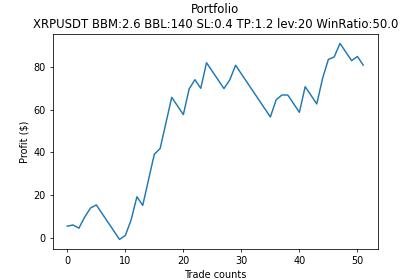 Portfolio
XRPUSDT BBM:2.6 BBL:140 SL:0.4 TP:1.2 lev:20 WinRatio:50.0
80
60
40
20
0
Profit ($)
0 10 20 30 40 50
Trade counts